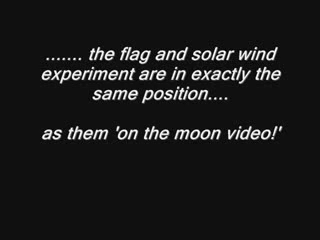 ....... the flag and solar wind
experiment are in exactly the
same position....
as them 'on the moon video!'